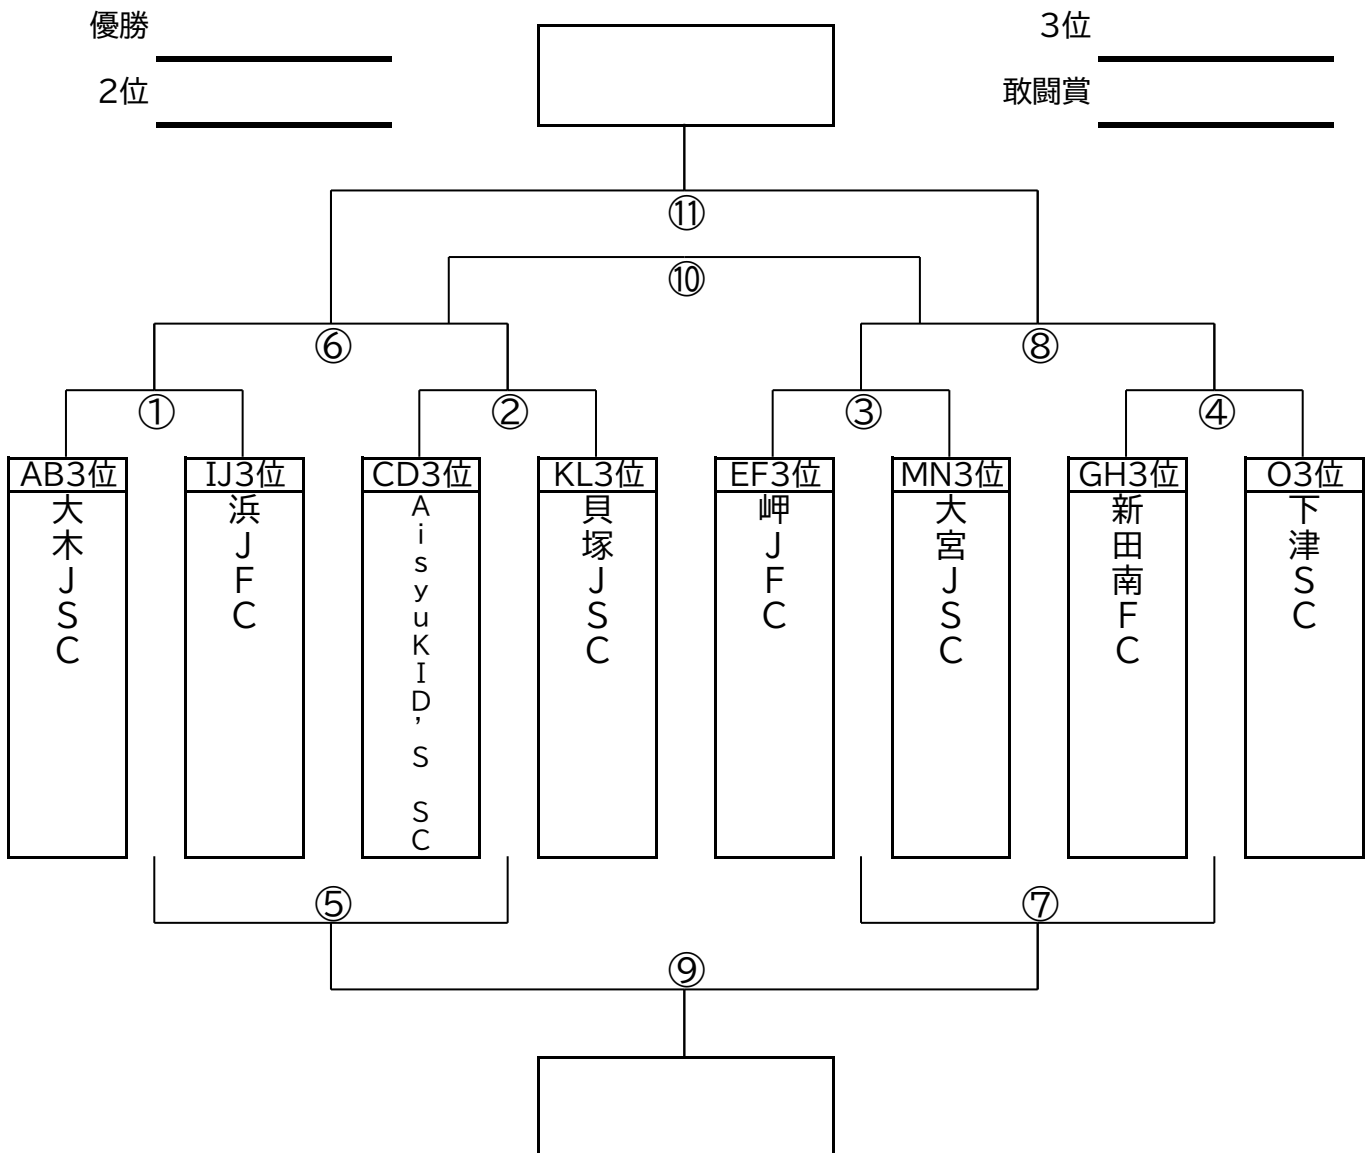 優勝
3位
2位
敢闘賞
⑪
⑩
⑥
⑧
①
②
③
④
AB3位
IJ3位
CD3位
KL3位
EF3位
MN3位
GH3位
O3位
大木JSC
浜JFC
AisyuKID'S SC
貝塚JSC
岬JFC
大宮JSC
新田南FC
下津SC
⑤
⑦
⑨